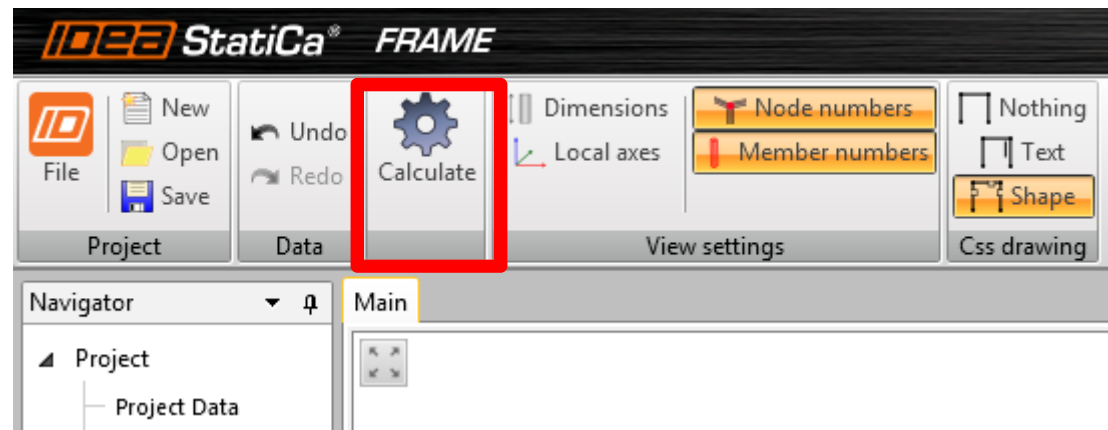 IDEA StatiCa® FRAME
File
New
Open
Save
Project
Undo
Redo
Data
Calculate
Dimensions
Local axes
Node numbers
Member numbers
View settings
Nothing
Text
Shape
Css drawing
Navigator
Main
Project
Project Data